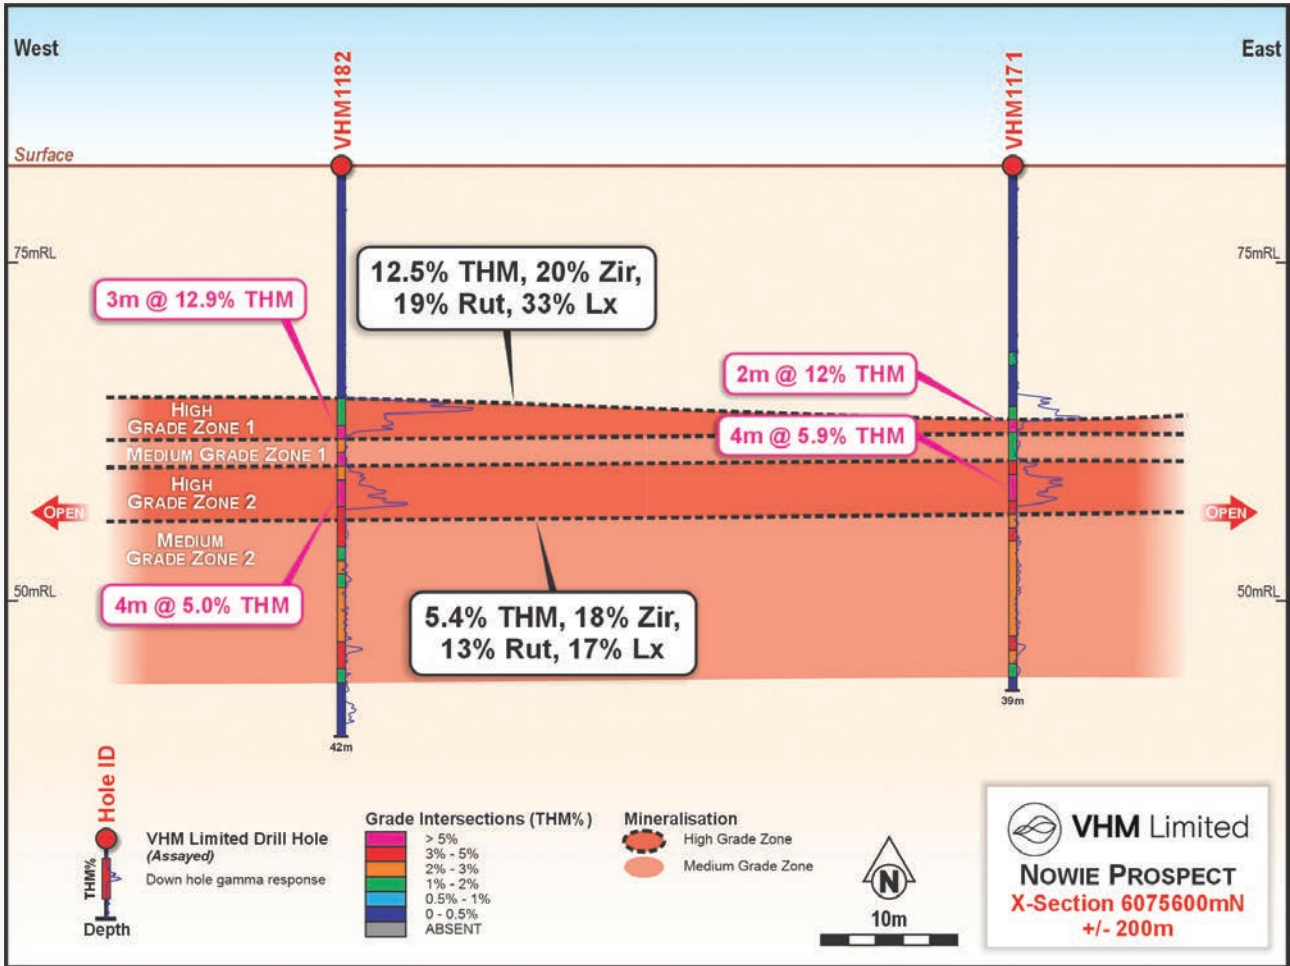 West
East
VHM1182
VHM1171
Surface
75mRL
75mRL
12.5% THM, 20% Zir,
19% Rut, 33% Lx
3m @ 12.9% THM
2m @ 12% THM
4m @ 5.9% THM
HIGH
GRADE ZONE 1
MEDIUM GRADE ZONE 1
HIGH
GRADE ZONE 2
OPEN
OPEN
MEDIUM
GRADE ZONE 2
50mRL
50mRL
4m @ 5.0% THM
5.4% THM, 18% Zir,
13% Rut, 17% Lx
39m
42m
Hole ID
THM%
Depth
VHM Limited Drill Hole
(Assayed)
Down hole gamma response
Grade Intersections (THM%)
> 5%
3% - 5%
2% - 3%
1% - 2%
0.5% - 1%
0 - 0.5%
ABSENT
Mineralisation
High Grade Zone
Medium Grade Zone
N
10m
VHM Limited
NOWIE PROSPECT
X-Section 6075600mN
+/- 200m